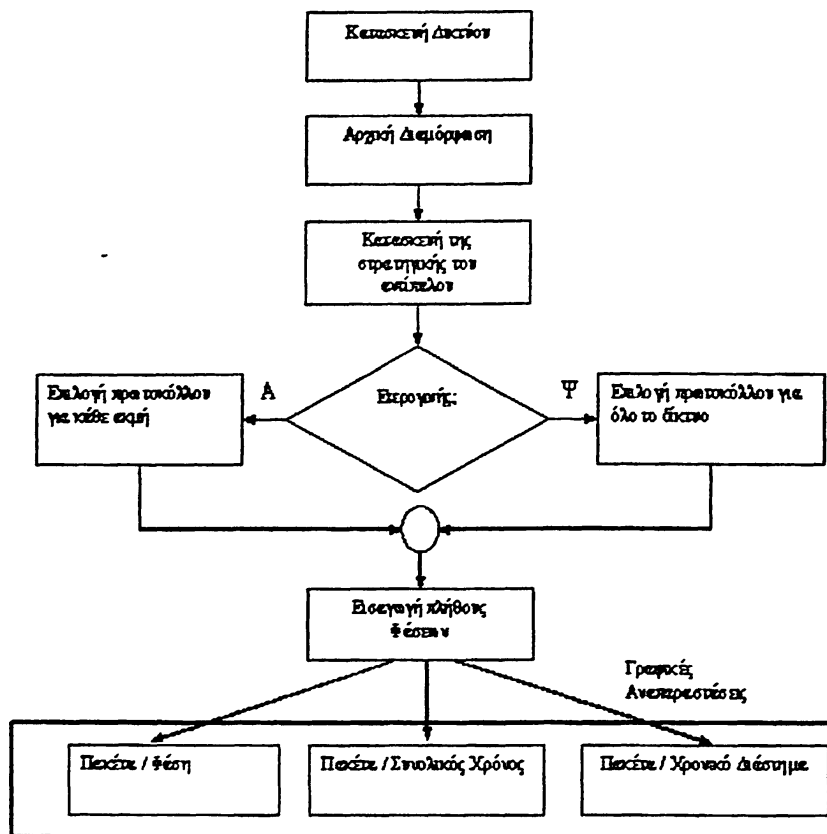 Κατασκευή Δικτύου
Αρχική Διαμόρφωση
Κατασκευή της
στρατηγικής του
αντίπαλου
Ετερογενής;
Α
Ψ
Επιλογή πρωτοκόλλου
για κάθε ακμή
Επιλογή πρωτοκόλλου για
όλο το δίκτυο
Εισαγωγή πλήθους
Φάσεων
Γραφικές
Αναπαραστάσεις
Πακέτα / Φάση
Πακέτα / Συνολικός Χρόνος
Πακέτα / Χρονικό Διάστημα